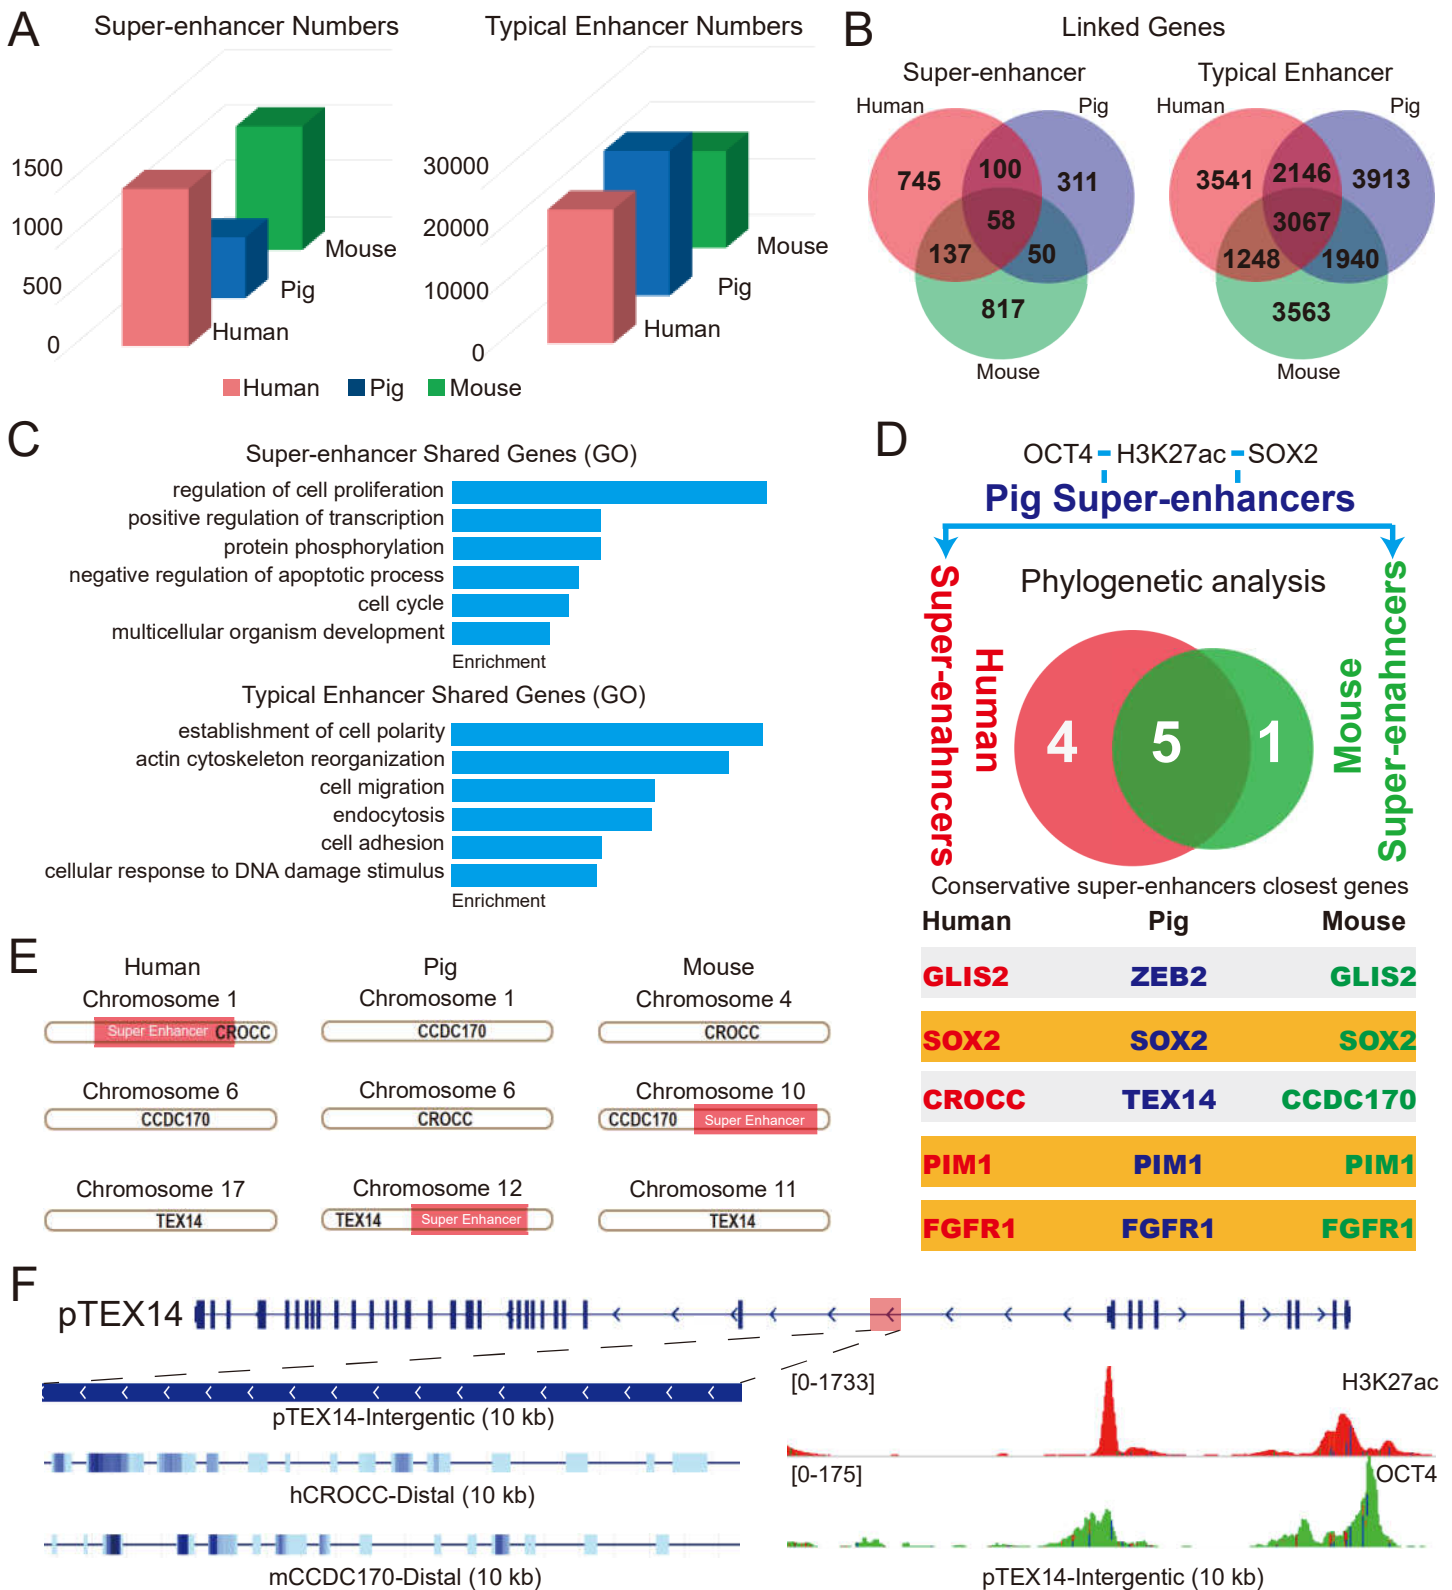 A
Super-enhancer Numbers
1500
1000
500
0
Mouse
Pig
Human
Typical Enhancer Numbers
30000
20000
10000
0
Mouse
Pig
Human
Human
Pig
Mouse
B
Linked Genes
Super-enhancer
Human
Pig
745
100
311
58
137
50
817
Mouse
Typical Enhancer
Human
Pig
3541
2146
3913
3067
1248
1940
3563
Mouse
C
Super-enhancer Shared Genes (GO)
regulation of cell proliferation
positive regulation of transcription
protein phosphorylation
negative regulation of apoptotic process
cell cycle
multicellular organism development
Enrichment
Typical Enhancer Shared Genes (GO)
establishment of cell polarity
actin cytoskeleton reorganization
cell migration
endocytosis
cell adhesion
cellular response to DNA damage stimulus
Enrichment
D
OCT4 H3K27ac SOX2
Pig Super-enhancers
Phylogenetic analysis
Super-enahncers
Human
4
5
1
Mouse
Super-enahncers
Conservative super-enhancers closest genes
Human Pig Mouse
GLIS2 ZEB2 GLIS2
SOX2 SOX2 SOX2
CROCC TEX14 CCDC170
PIM1 PIM1 PIM1
FGFR1 FGFR1 FGFR1
E
Human Pig Mouse
Chromosome 1 Chromosome 1 Chromosome 4
Super Enhancer CROCC CCDC170 CROCC
Chromosome 6 Chromosome 6 Chromosome 10
CCDC170 CROCC CCDC170 Super Enhancer
Chromosome 17 Chromosome 12 Chromosome 11
TEX14 TEX14 Super Enhancer TEX14
F
pTEX14
pTEX14-Intergentic (10 kb)
hCROCC-Distal (10 kb)
mCCDC170-Distal (10 kb)
[0-1733] H3K27ac
[0-175] OCT4
pTEX14-Intergentic (10 kb)